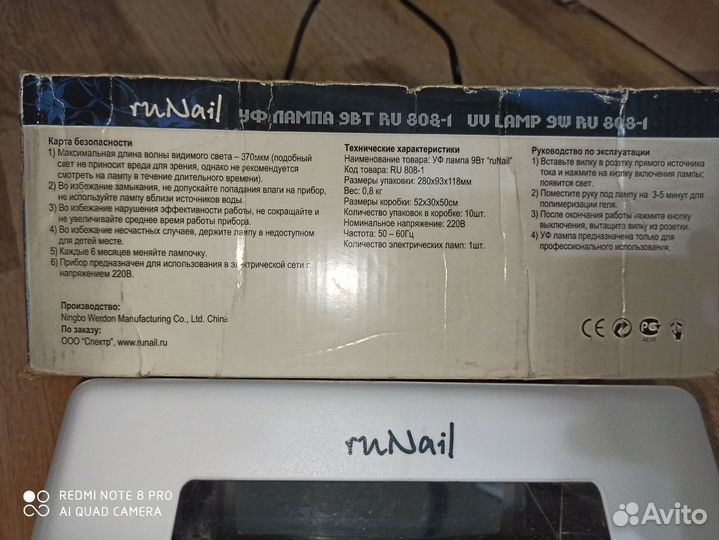 ruNail УФ ЛАМПА 9ВТ RU 808-1 UV LAMP 9W RU 808-1
Карта безопасности
1) Максимальная длина волны видимого света – 370мкм (подобный
свет не приносит вреда для зрения, однако не рекомендуется
смотреть на лампу в течение длительного времени).
2) Во избежание замыкания, не допускайте попадания влаги на прибор,
не используйте лампу вблизи источников воды.
3) Во избежание нарушения эффективности работы, не сокращайте и
не увеличивайте среднее время работы прибора.
4) Во избежание несчастных случаев, держите лампу в недоступном
для детей месте.
5) Каждые 6 месяцев меняйте лампочку.
6) Прибор предназначен для использования в электрической сети с
напряжением 220В.
Производство:
Ningbo Werdon Manufacturing Co., Ltd. China
По заказу:
ООО "Спектр", www.runail.ru
Технические характеристики
Наименование товара: УФ лампа 9Вт "ruNail"
Код товара: RU 808-1
Размеры упаковки: 280х93х118мм
Вес: 0,8 кг
Размеры коробки: 52х30х50см
Количество упаковок в коробке: 10шт.
Номинальное напряжение: 220В
Частота: 50 – 60Гц
Количество электрических ламп: 1шт.
Руководство по эксплуатации
1) Вставьте вилку в розетку прямого источника
тока и нажмите на кнопку включения лампы;
появится свет.
2) Поместите руку под лампу на 3-5 минут для
полимеризации геля.
3) После окончания работы нажмите кнопку
выключения, вытащите вилку из розетки.
4) УФ лампа предназначена только для
профессионального использования.
CE
ruNail
REDMI NOTE 8 PRO
AI QUAD CAMERA
Avito